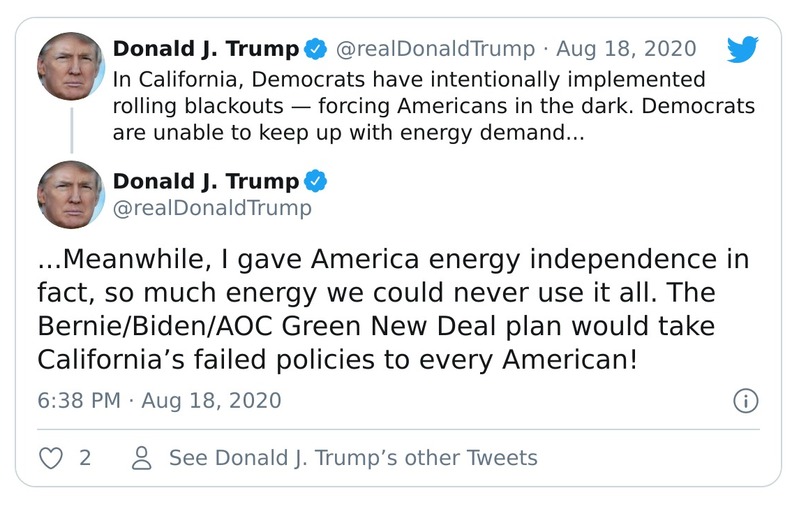 Donald J. Trump @realDonaldTrump · Aug 18, 2020
In California, Democrats have intentionally implemented
rolling blackouts — forcing Americans in the dark. Democrats
are unable to keep up with energy demand...
Donald J. Trump
@realDonaldTrump
...Meanwhile, I gave America energy independence in
fact, so much energy we could never use it all. The
Bernie/Biden/AOC Green New Deal plan would take
California’s failed policies to every American!
6:38 PM · Aug 18, 2020
2 See Donald J. Trump’s other Tweets